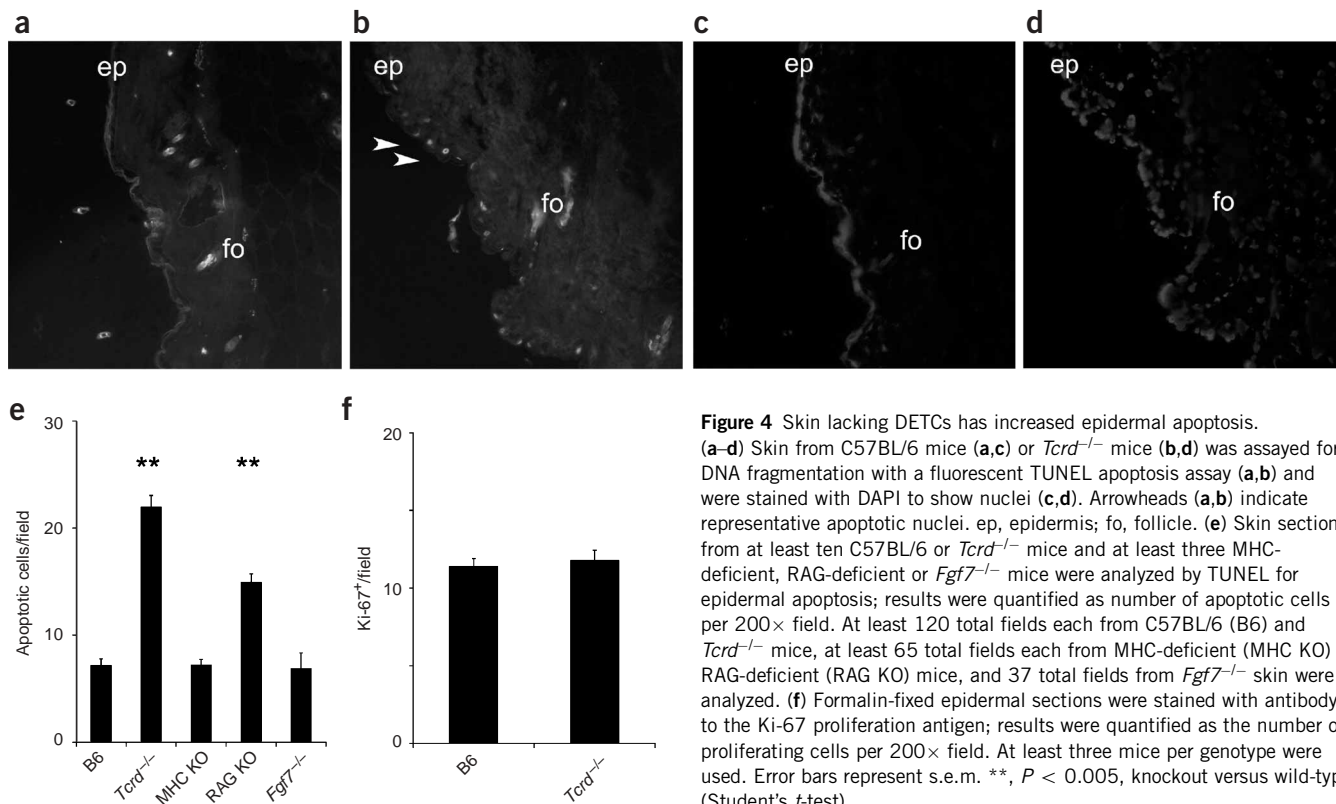 a
b
c
d
ep
fo
ep
fo
ep
fo
ep
fo
e
30
20
10
0
Apoptotic cells/field
**
**
B6
Tcrd–/–
MHC KO
RAG KO
Fgf7–/–
f
20
10
0
Ki-67+/field
B6
Tcrd–/–
Figure 4 Skin lacking DETCs has increased epidermal apoptosis.
(a–d) Skin from C57BL/6 mice (a,c) or Tcrd–/– mice (b,d) was assayed for
DNA fragmentation with a fluorescent TUNEL apoptosis assay (a,b) and
were stained with DAPI to show nuclei (c,d). Arrowheads (a,b) indicate
representative apoptotic nuclei. ep, epidermis; fo, follicle. (e) Skin section
from at least ten C57BL/6 or Tcrd–/– mice and at least three MHC-
deficient, RAG-deficient or Fgf7–/– mice were analyzed by TUNEL for
epidermal apoptosis; results were quantified as number of apoptotic cells
per 200× field. At least 120 total fields each from C57BL/6 (B6) and
Tcrd–/– mice, at least 65 total fields each from MHC-deficient (MHC KO)
RAG-deficient (RAG KO) mice, and 37 total fields from Fgf7–/– skin were
analyzed. (f) Formalin-fixed epidermal sections were stained with antibody
to the Ki-67 proliferation antigen; results were quantified as the number o
proliferating cells per 200× field. At least three mice per genotype were
used. Error bars represent s.e.m. **, P < 0.005, knockout versus wild-typ
(Student's t-test)